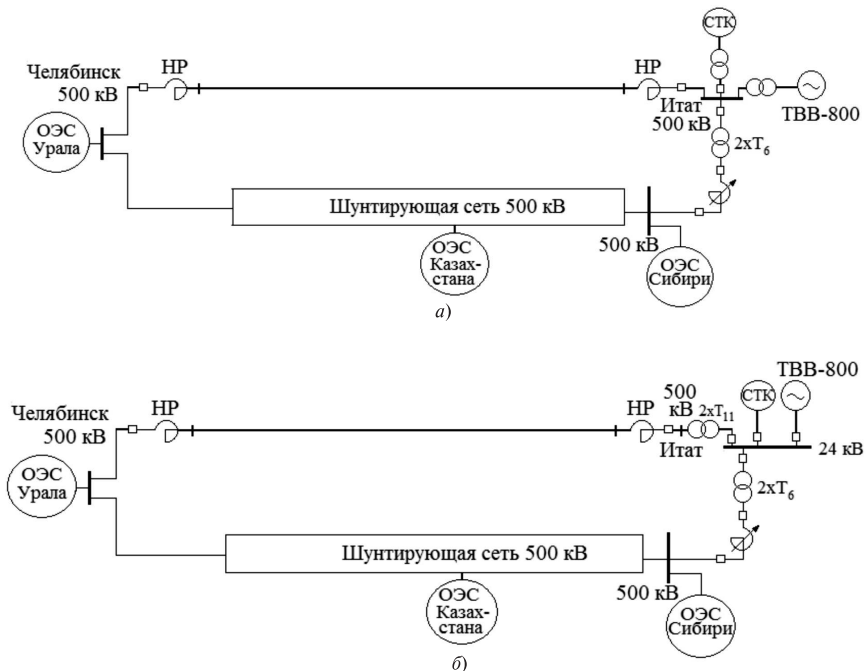 СТК
Челябинск
500 кВ
НР
НР
Итат
500 кВ
ТВВ-800
ОЭС
Урала
2хТ6
Шунтирующая сеть 500 кВ
500 кВ
ОЭС
Казах-
стана
ОЭС
Сибири
а)
ТВВ-800
Челябинск
500 кВ
НР
НР
500
кВ
2хТ11
СТК
Итат
24 кВ
ОЭС
Урала
2хТ6
Шунтирующая сеть 500 кВ
500 кВ
ОЭС
Казах-
стана
ОЭС
Сибири
б)